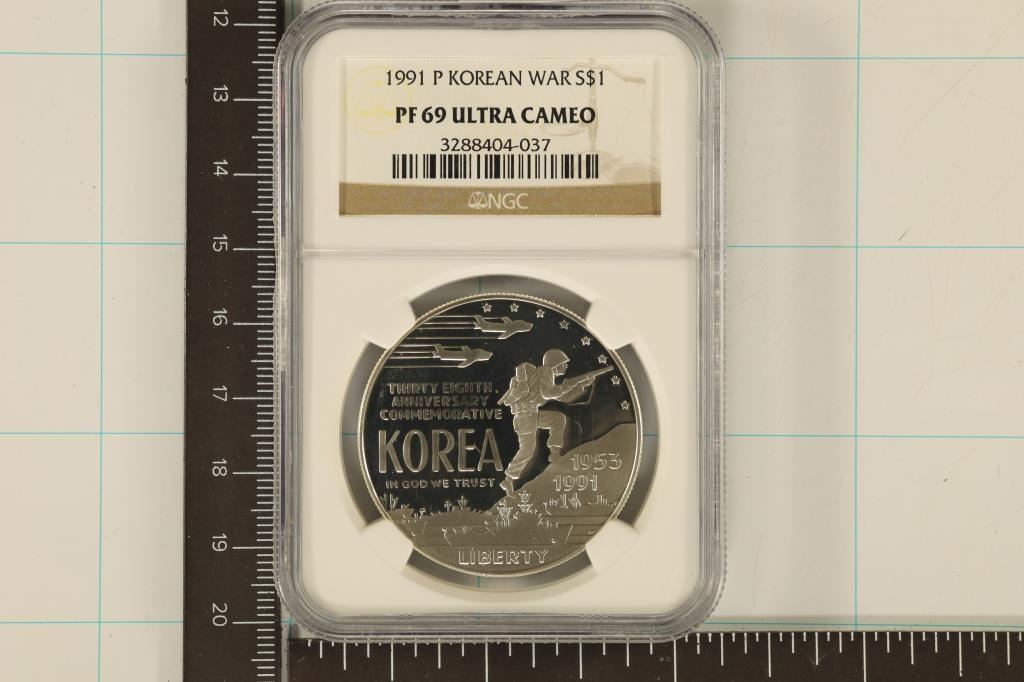 1991 P KOREAN WAR S$1
PF 69 ULTRA CAMEO
3288404-037
NGC
THIRTY EIGHTH
ANNIVERSARY
COMMEMORATIVE
KOREA
IN GOD WE TRUST
1953
1991
LIBERTY
12
13
14
15
16
17
18
19
20